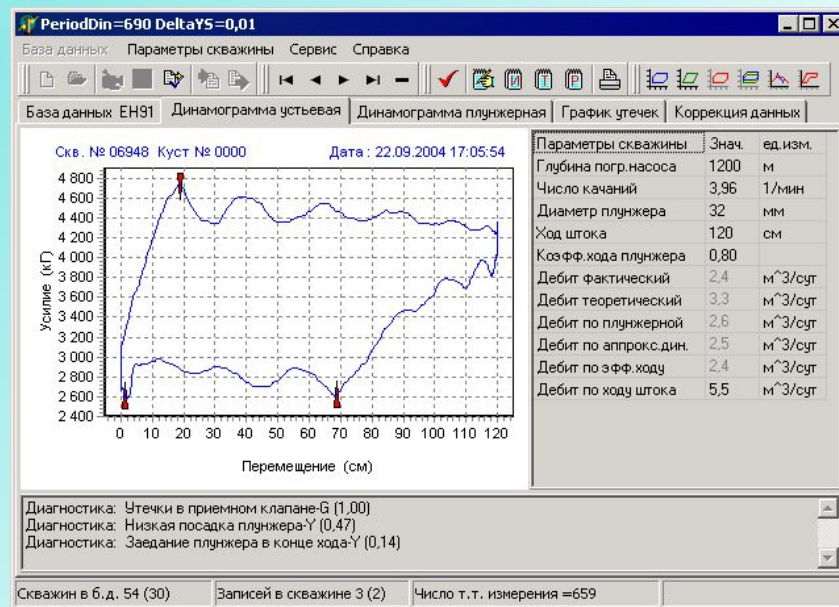 PeriodDin=690 DeltaYS=0,01
База данных Параметры скважины Сервис Справка
База данных EH91 Динамограмма устьевая Динамограмма плунжерная График утечек Коррекция данных
Скв. № 06948 Куст № 0000 Дата : 22.09.2004 17:05:54
4 800
4 600
4 400
4 200
4 000
3 800
3 600
3 400
3 200
3 000
2 800
2 600
2 400
Усилие (кГ)
0 10 20 30 40 50 60 70 80 90 100 110 120
Перемещение (см)
Параметры скважины Знач. ед.изм.
Глубина погр.насоса 1200 м
Число качаний 3,96 1/мин
Диаметр плунжера 32 мм
Ход штока 120 см
Коэфф.хода плунжера 0,80
Дебит фактический 2,4 м^3/сут
Дебит теоретический 3,3 м^3/сут
Дебит по плунжерной 2,6 м^3/сут
Дебит по аппрокс.дин. 2,5 м^3/сут
Дебит по эфф.ходу 2,4 м^3/сут
Дебит по ходу штока 5,5 м^3/сут
Диагностика: Утечки в приемном клапане-G (1,00)
Диагностика: Низкая посадка плунжера-Y (0,47)
Диагностика: Заедание плунжера в конце хода-Y (0,14)
Скважин в б.д. 54 (30) Записей в скважине 3 (2) Число т.т. измерения =659